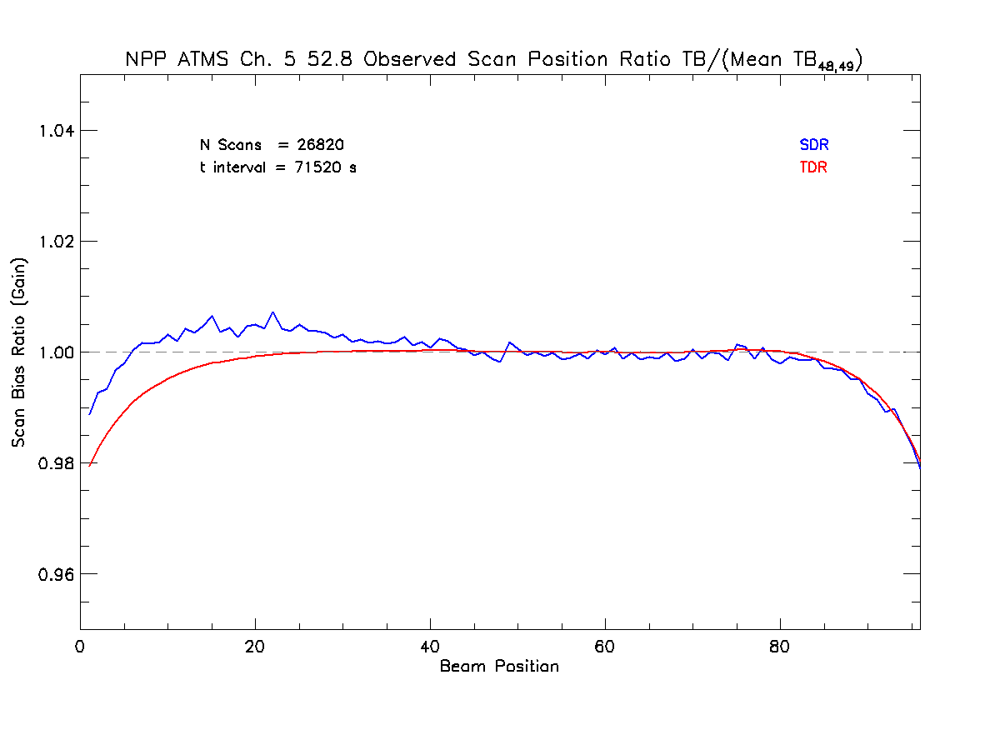 NPP ATMS Ch. 5 52.8 Observed Scan Position Ratio TB/(Mean TB48,49)
N Scans = 26820
SDR
t interval = 71520 s
TDR
1.04
1.02
1.00
0.98
0.96
Scan Bias Ratio (Gain)
0 20 40 60 80
Beam Position